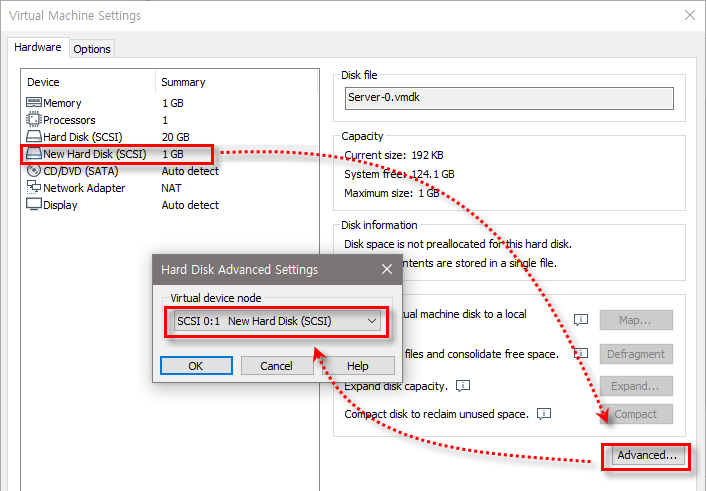 Virtual Machine Settings
Hardware
Options
Device Summary
Memory 1 GB
Processors 1
Hard Disk (SCSI) 20 GB
New Hard Disk (SCSI) 1 GB
CD/DVD (SATA) Auto detect
Network Adapter NAT
Display Auto detect
Disk file
Server-0.vmdk
Capacity
Current size: 192 KB
System free: 124.1 GB
Maximum size: 1 GB
Disk information
Disk space is not preallocated for this hard disk.
ntents are stored in a single file.
tual machine disk to a local
Map...
files and consolidate free space.
Defragment
Expand disk capacity.
Expand...
Compact disk to reclaim unused space.
Compact
Advanced...
Hard Disk Advanced Settings
Virtual device node
SCSI 0:1 New Hard Disk (SCSI)
OK
Cancel
Help